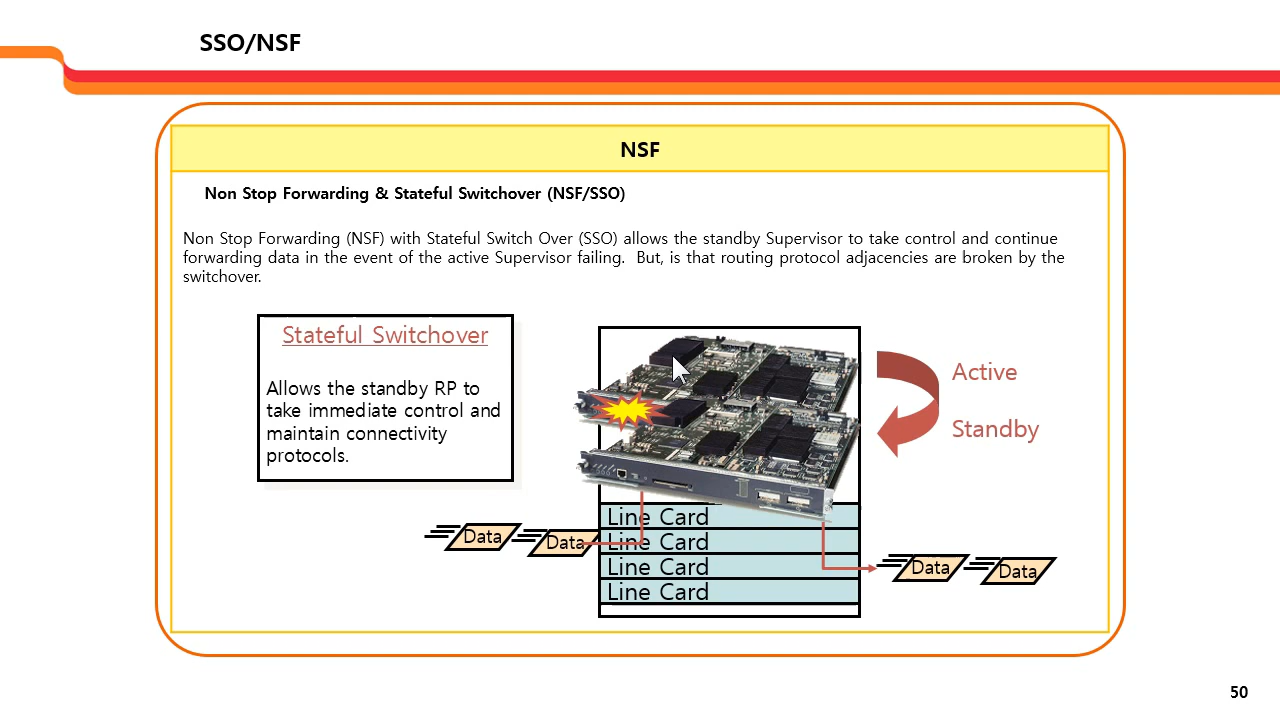 SSO/NSF
NSF
Non Stop Forwarding & Stateful Switchover (NSF/SSO)
Non Stop Forwarding (NSF) with Stateful Switch Over (SSO) allows the standby Supervisor to take control and continue
forwarding data in the event of the active Supervisor failing. But, is that routing protocol adjacencies are broken by the
switchover.
Stateful Switchover
Allows the standby RP to
take immediate control and
maintain connectivity
protocols.
Active
Standby
Line Card
Line Card
Line Card
Line Card
Data
Data
Data
Data
50